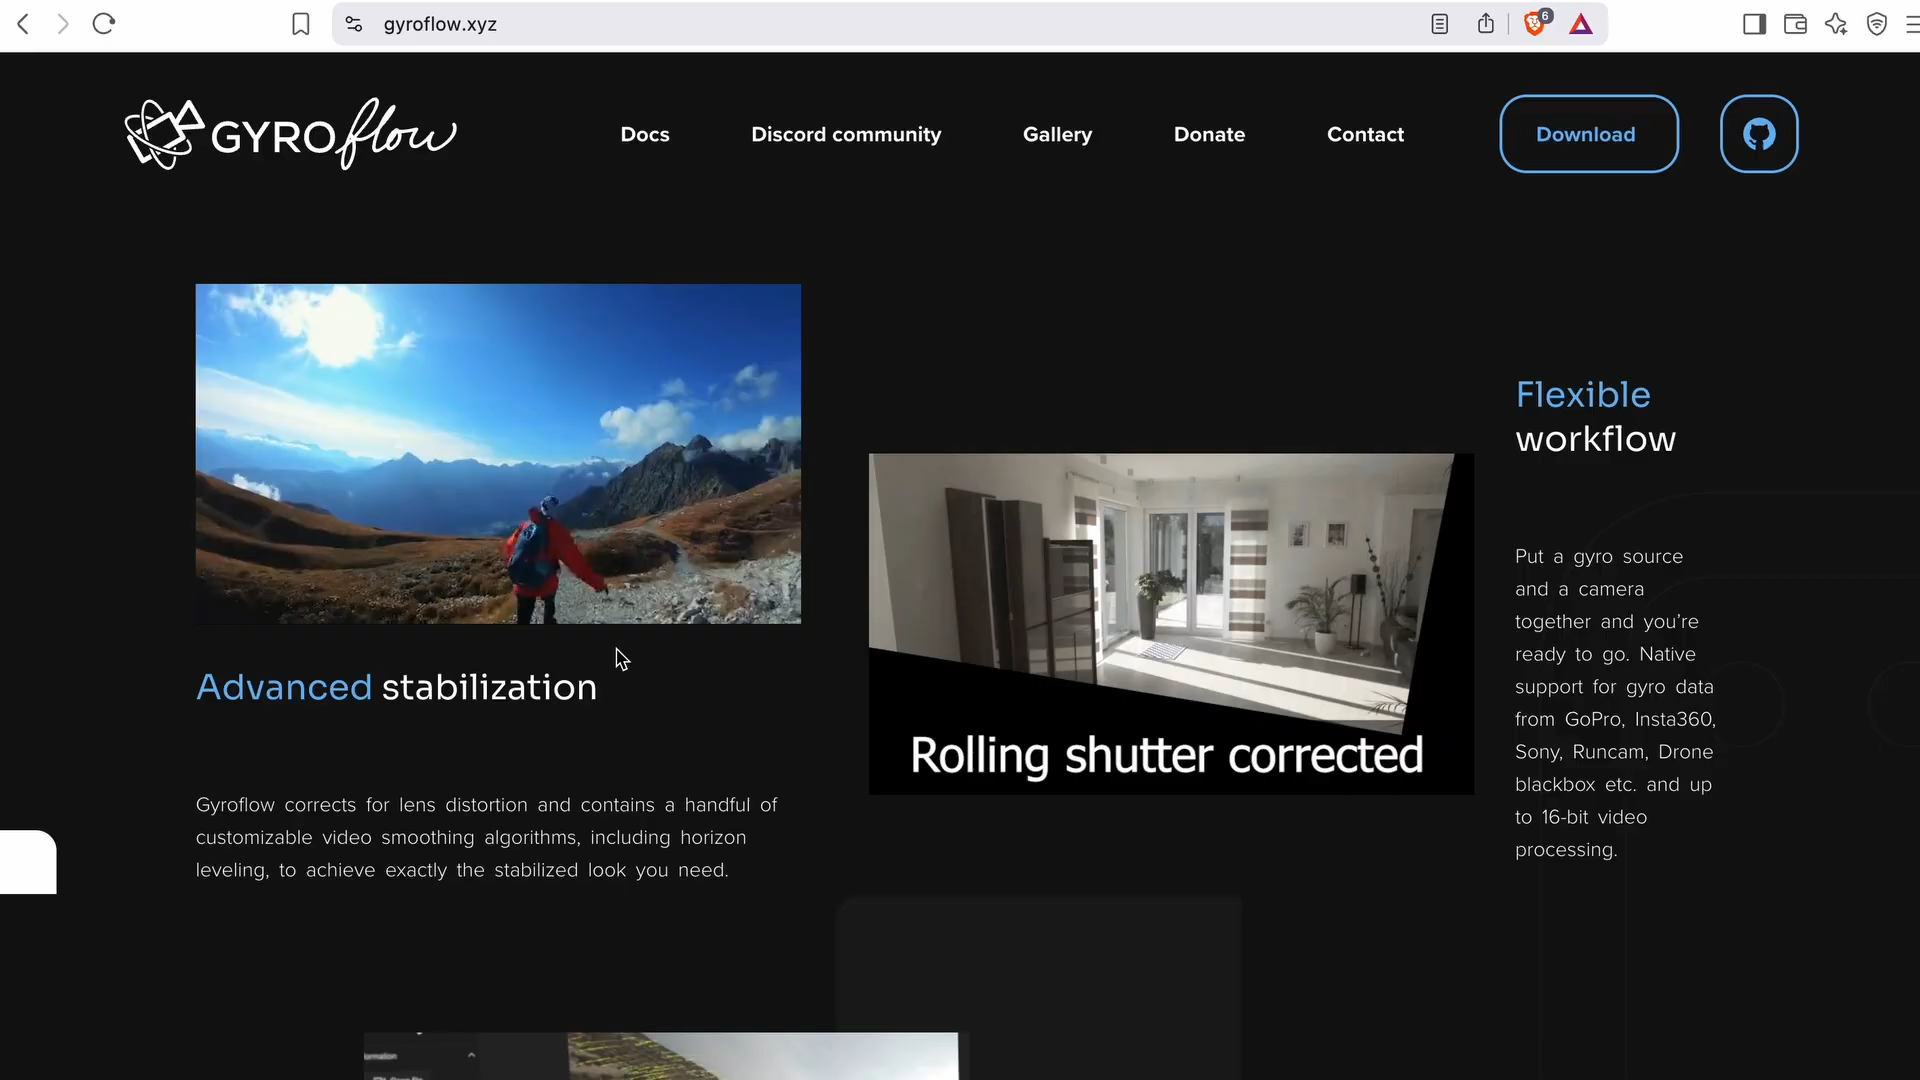 gyroflow.xyz
6
GYROflow
Docs
Discord community
Gallery
Donate
Contact
Download
Advanced stabilization
Gyroflow corrects for lens distortion and contains a handful of
customizable video smoothing algorithms, including horizon
leveling, to achieve exactly the stabilized look you need.
Rolling shutter corrected
Flexible
workflow
Put a gyro source
and a camera
together and you're
ready to go. Native
support for gyro data
from GoPro, Insta360,
Sony, Runcam, Drone
blackbox etc. and up
to 16-bit video
processing.